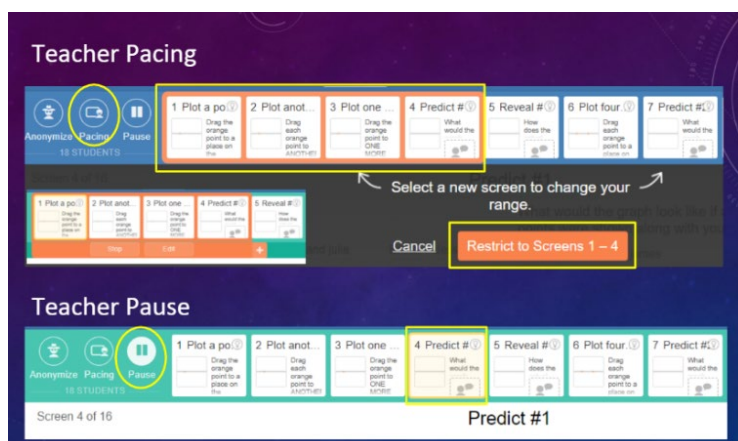 Teacher Pacing
Anonymize Pacing Pause
18 STUDENTS
1 Plot a po
Drag the
orange
point to a
place on
the
2 Plot anot...
Drag
each
orange
point to
ANOTHER
3 Plot one ...
Drag the
orange
point to
ONE
MORE
4 Predict #
What
would the
5 Reveal #
How
does the
6 Plot four.
Drag
each
orange
point to a
place on
7 Predict #2
What
would the
Select a new screen to change your
range.
Cancel
Restrict to Screens 1 – 4
1 Plot a po
2 Plot anot...
3 Plot one ...
4 Predict #
5 Reveal #
Stop
Edit
+
Teacher Pause
Anonymize Pacing Pause
18 STUDENTS
1 Plot a po
Drag the
orange
point to a
place on
the
2 Plot anot...
Drag
each
orange
point to
ANOTHER
3 Plot one ...
Drag the
orange
point to
ONE
MORE
4 Predict #
What
would the
5 Reveal #
How
does the
6 Plot four.
Drag
each
orange
point to a
place on
7 Predict #2
What
would the
Screen 4 of 16
Predict #1